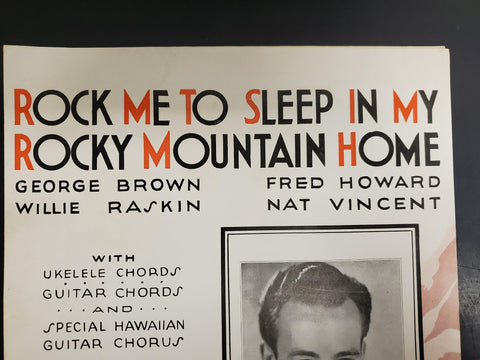 ROCK ME TO SLEEP IN MY
ROCKY MOUNTAIN HOME
GEORGE BROWN FRED HOWARD
WILLIE RASKIN NAT VINCENT
WITH
UKELELE CHORDS
GUITAR CHORDS
... AND ...
SPECIAL HAWAIIAN
GUITAR CHORUS